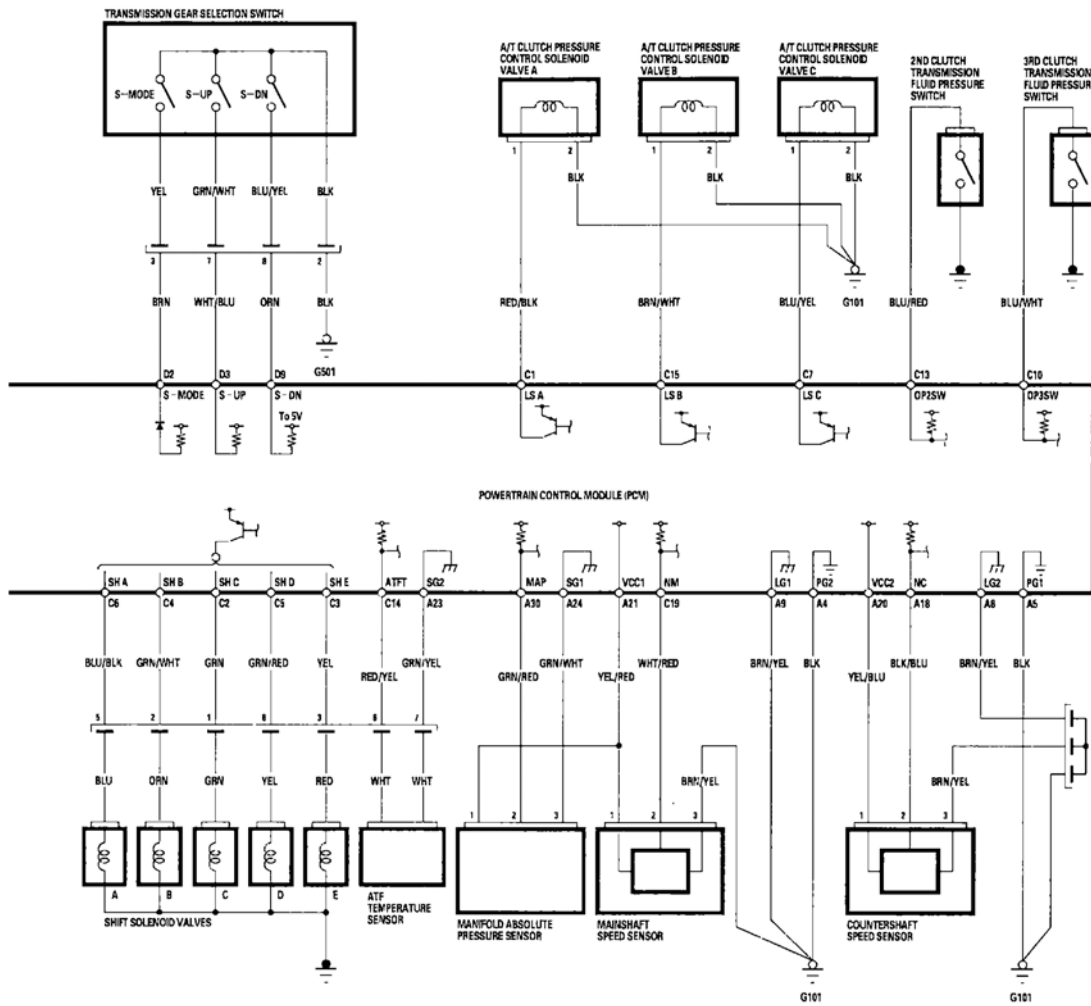 TRANSMISSION GEAR SELECTION SWITCH
S-MODE S-UP S-DN
YEL GRN/WHT BLU/YEL BLK
3 7 8 2
BRN WHT/BLU ORN BLK
G501
D2 D3 D9
S-MODE S-UP S-DN
To 5V
A/T CLUTCH PRESSURE
CONTROL SOLENOID
VALVE A
1 2
BLK
RED/BLK
C1
LS A
A/T CLUTCH PRESSURE
CONTROL SOLENOID
VALVE B
1 2
BLK
BRN/WHT
C15
LS B
A/T CLUTCH PRESSURE
CONTROL SOLENOID
VALVE C
1 2
BLK
BLU/YEL
G101
C7
LS C
2ND CLUTCH
TRANSMISSION
FLUID PRESSURE
SWITCH
BLU/RED
C13
OP2SW
3RD CLUTCH
TRANSMISSION
FLUID PRESSURE
SWITCH
BLU/WHT
C10
OP3SW
POWERTRAIN CONTROL MODULE (PCM)
SH A SH B SH C SH D SH E ATFT SG2 MAP SG1 VCC1 NM LG1 PG2 VCC2 NC LG2 PG1
C6 C4 C2 C5 C3 C14 A23 A30 A24 A21 C19 A9 A4 A20 A18 A8 A5
BLU/BLK GRN/WHT GRN GRN/RED YEL GRN/YEL GRN/WHT WHT/RED BRN/YEL BLK BLK/BLU BRN/YEL BLK
RED/YEL GRN/RED YEL/RED YEL/BLU
5 2 1 8 3 6 7
BLU ORN GRN YEL RED WHT WHT BRN/YEL BRN/YEL
1 2 3 1 2 3 1 2 3
A B C D E
SHIFT SOLENOID VALVES
ATF
TEMPERATURE
SENSOR
MANIFOLD ABSOLUTE
PRESSURE SENSOR
MAINSHAFT
SPEED SENSOR
COUNTERSHAFT
SPEED SENSOR
G101 G101